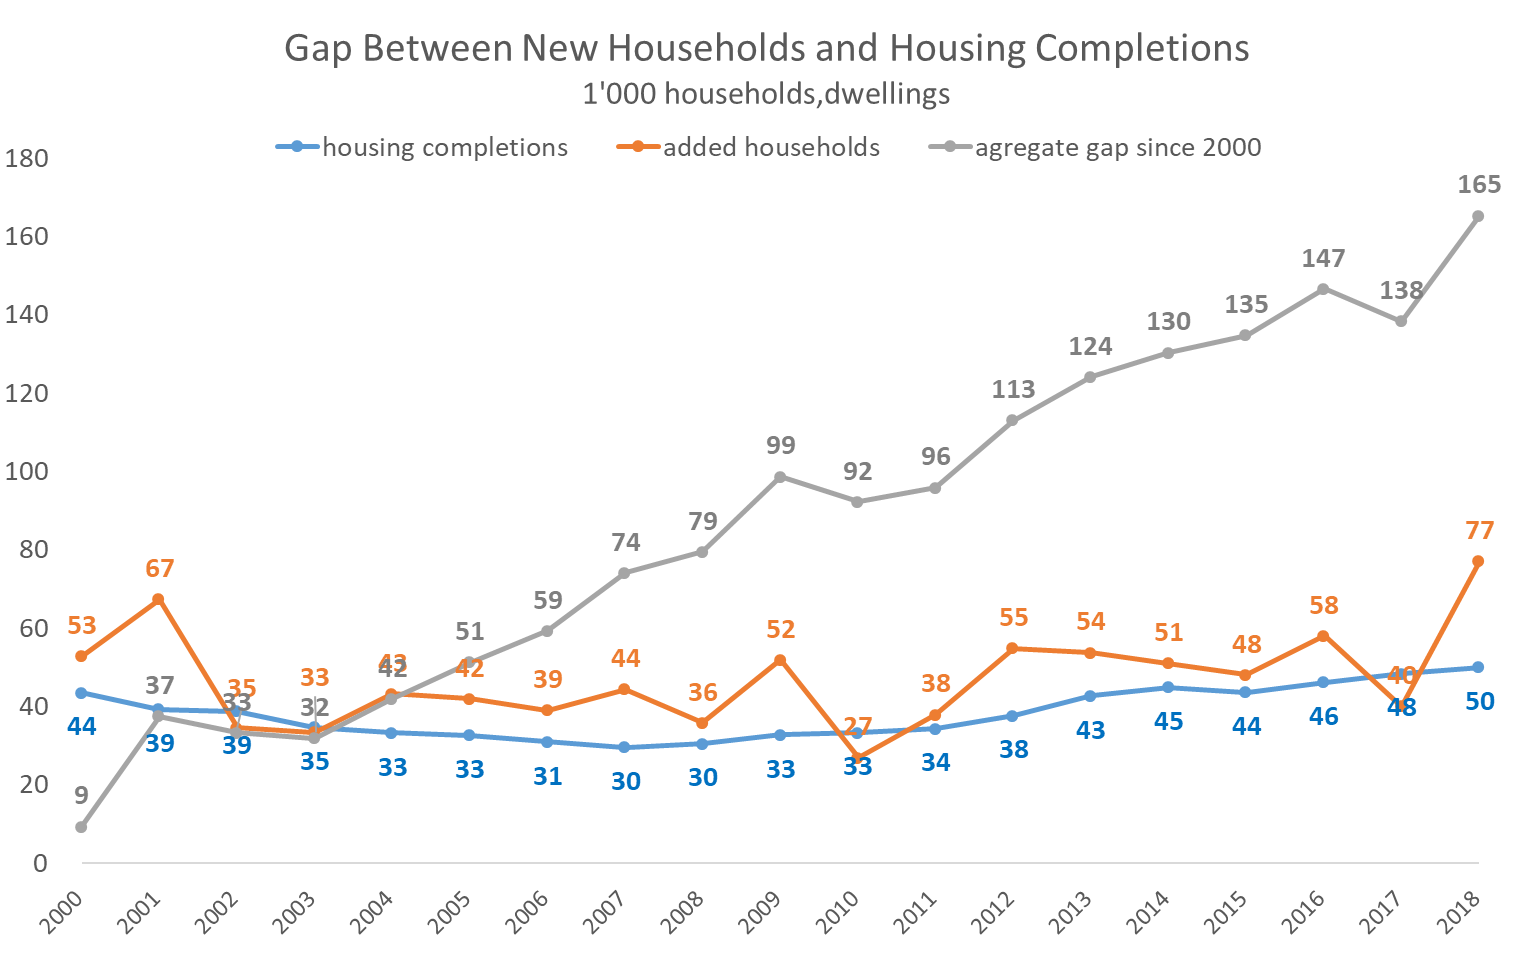 Gap Between New Households and Housing Completions
1'000 households,dwellings
housing completions added households agregate gap since 2000
180
160
140
120
100
80
60
40
20
0
53 67 35 33 43 42 39 44 36 52 27 38 55 54 51 48 58 40 77
9 37 33 32 42 51 59 74 79 99 92 96 113 124 130 135 147 138 165
44 39 39 35 33 33 31 30 30 33 33 34 38 43 45 44 46 48 50
2000 2001 2002 2003 2004 2005 2006 2007 2008 2009 2010 2011 2012 2013 2014 2015 2016 2017 2018